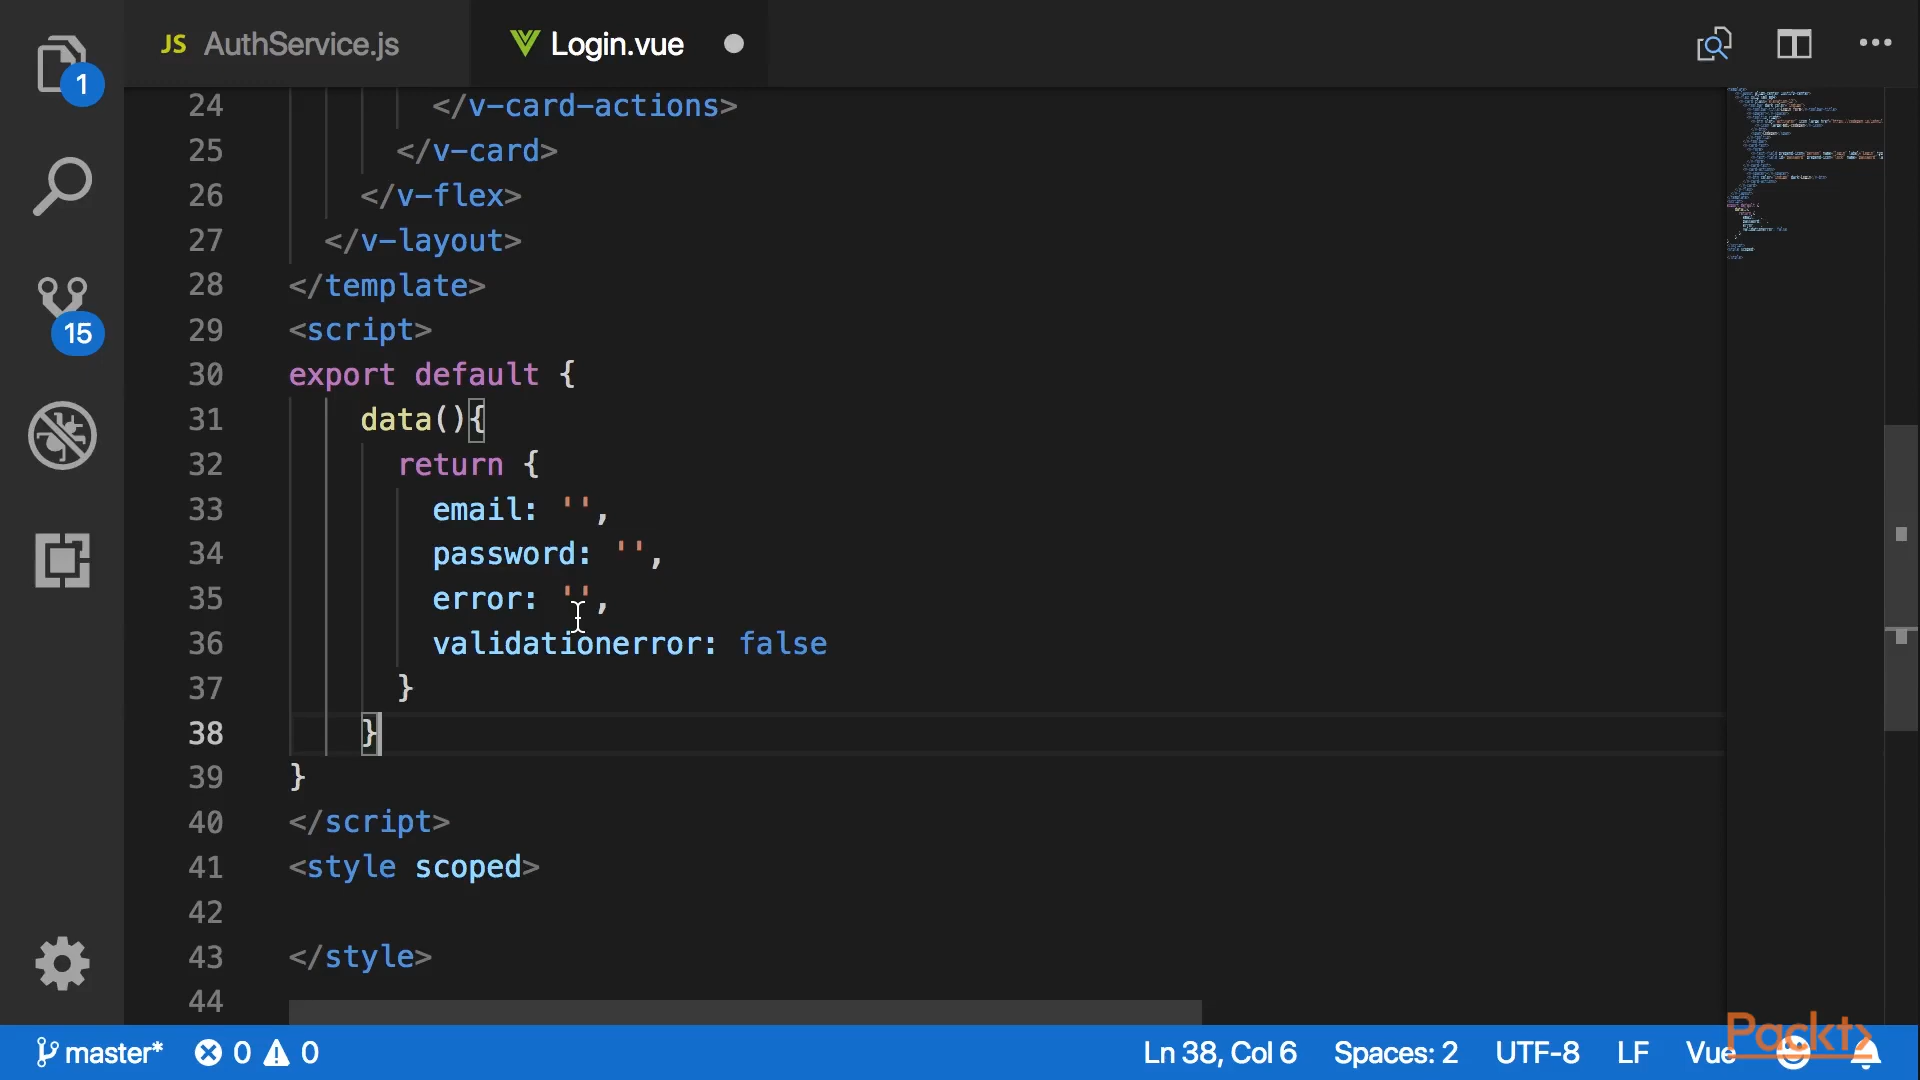 1
JS AuthService.js
Login.vue
24 </v-card-actions>
25 </v-card>
26 </v-flex>
27 </v-layout>
28 </template>
15
29 <script>
30 export default {
31 data(){
32 return {
33 email: '',
34 password: '',
35 error: '',
36 validationerror: false
37 }
38 }
39 }
40 </script>
41 <style scoped>
42
43 </style>
44
master* 0 0 Ln 38, Col 6 Spaces: 2 UTF-8 LF Vue
Packt>